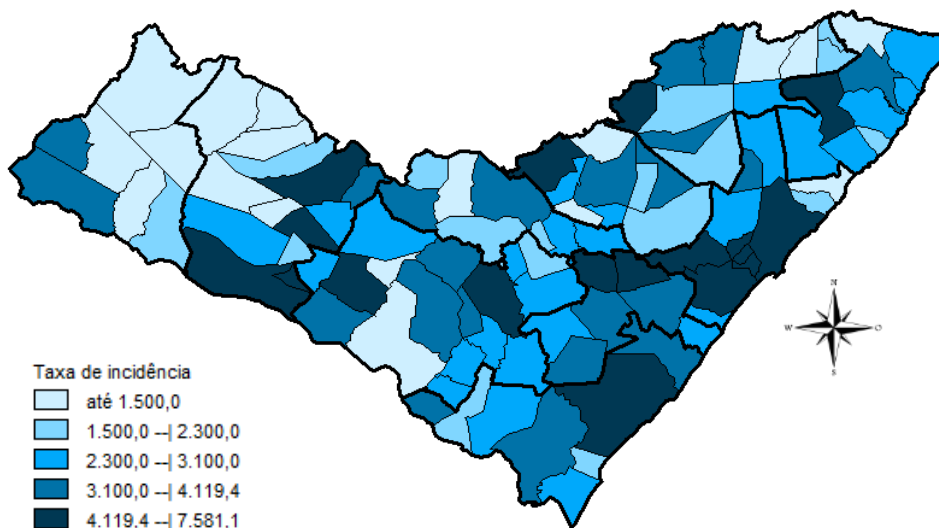 N
W
O
S
Taxa de incidência
até 1.500,0
1.500,0 --| 2.300,0
2.300,0 --| 3.100,0
3.100,0 --| 4.119,4
4.119,4 --| 7.581,1